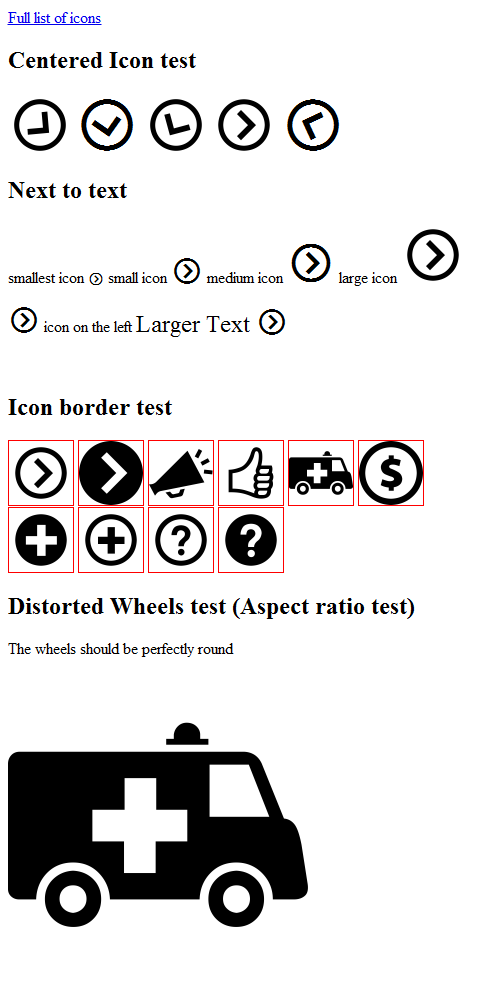 Full list of icons
Centered Icon test
Next to text
smallest icon small icon medium icon large icon
icon on the left Larger Text
Icon border test
$
? ?
Distorted Wheels test (Aspect ratio test)
The wheels should be perfectly round